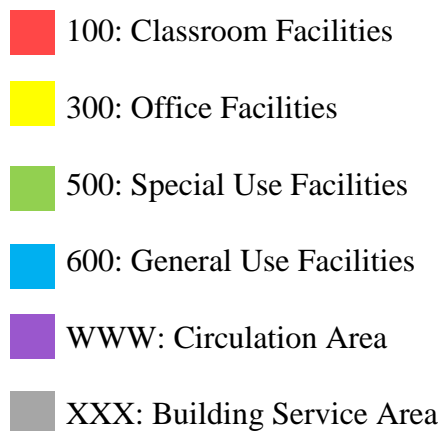 100: Classroom Facilities
300: Office Facilities
500: Special Use Facilities
600: General Use Facilities
WWW: Circulation Area
XXX: Building Service Area